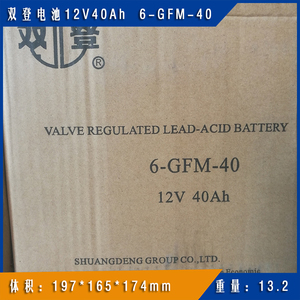 双登电池12V40Ah 6-GFM-40
双登
®
VALVE REGULATED LEAD-ACID BATTERY
6-GFM-40
12V 40Ah
SHUANGDENG GROUP CO.,LTD.
体积：197*165*174mm
重量：13.2